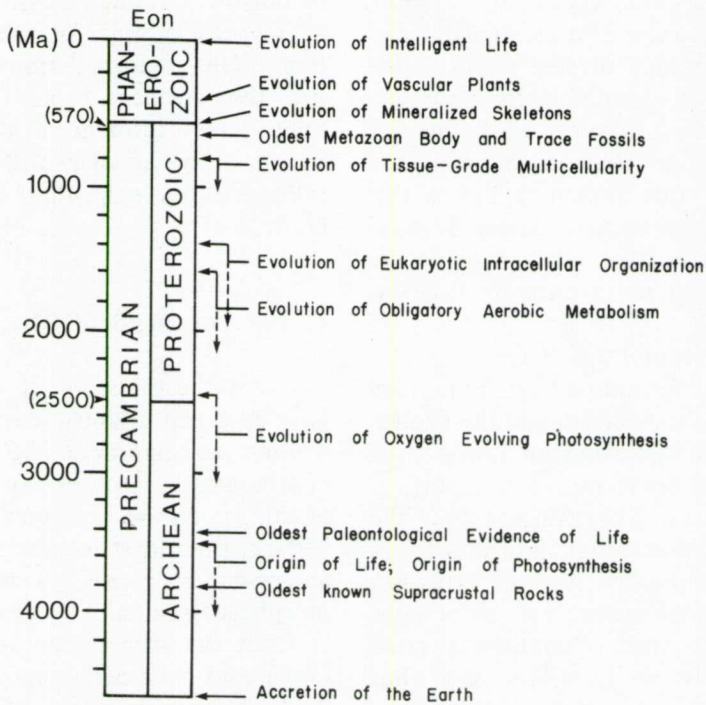 Eon
(Ma) 0
PHAN-
ERO-
ZOIC
Evolution of Intelligent Life
Evolution of Vascular Plants
(570)
Evolution of Mineralized Skeletons
Oldest Metazoan Body and Trace Fossils
Evolution of Tissue-Grade Multicellularity
1000
PROTEROZOIC
Evolution of Eukaryotic Intracellular Organization
Evolution of Obligatory Aerobic Metabolism
2000
PRECAMBRIAN
(2500)
Evolution of Oxygen Evolving Photosynthesis
3000
ARCHEAN
Oldest Paleontological Evidence of Life
Origin of Life; Origin of Photosynthesis
Oldest known Supracrustal Rocks
4000
Accretion of the Earth